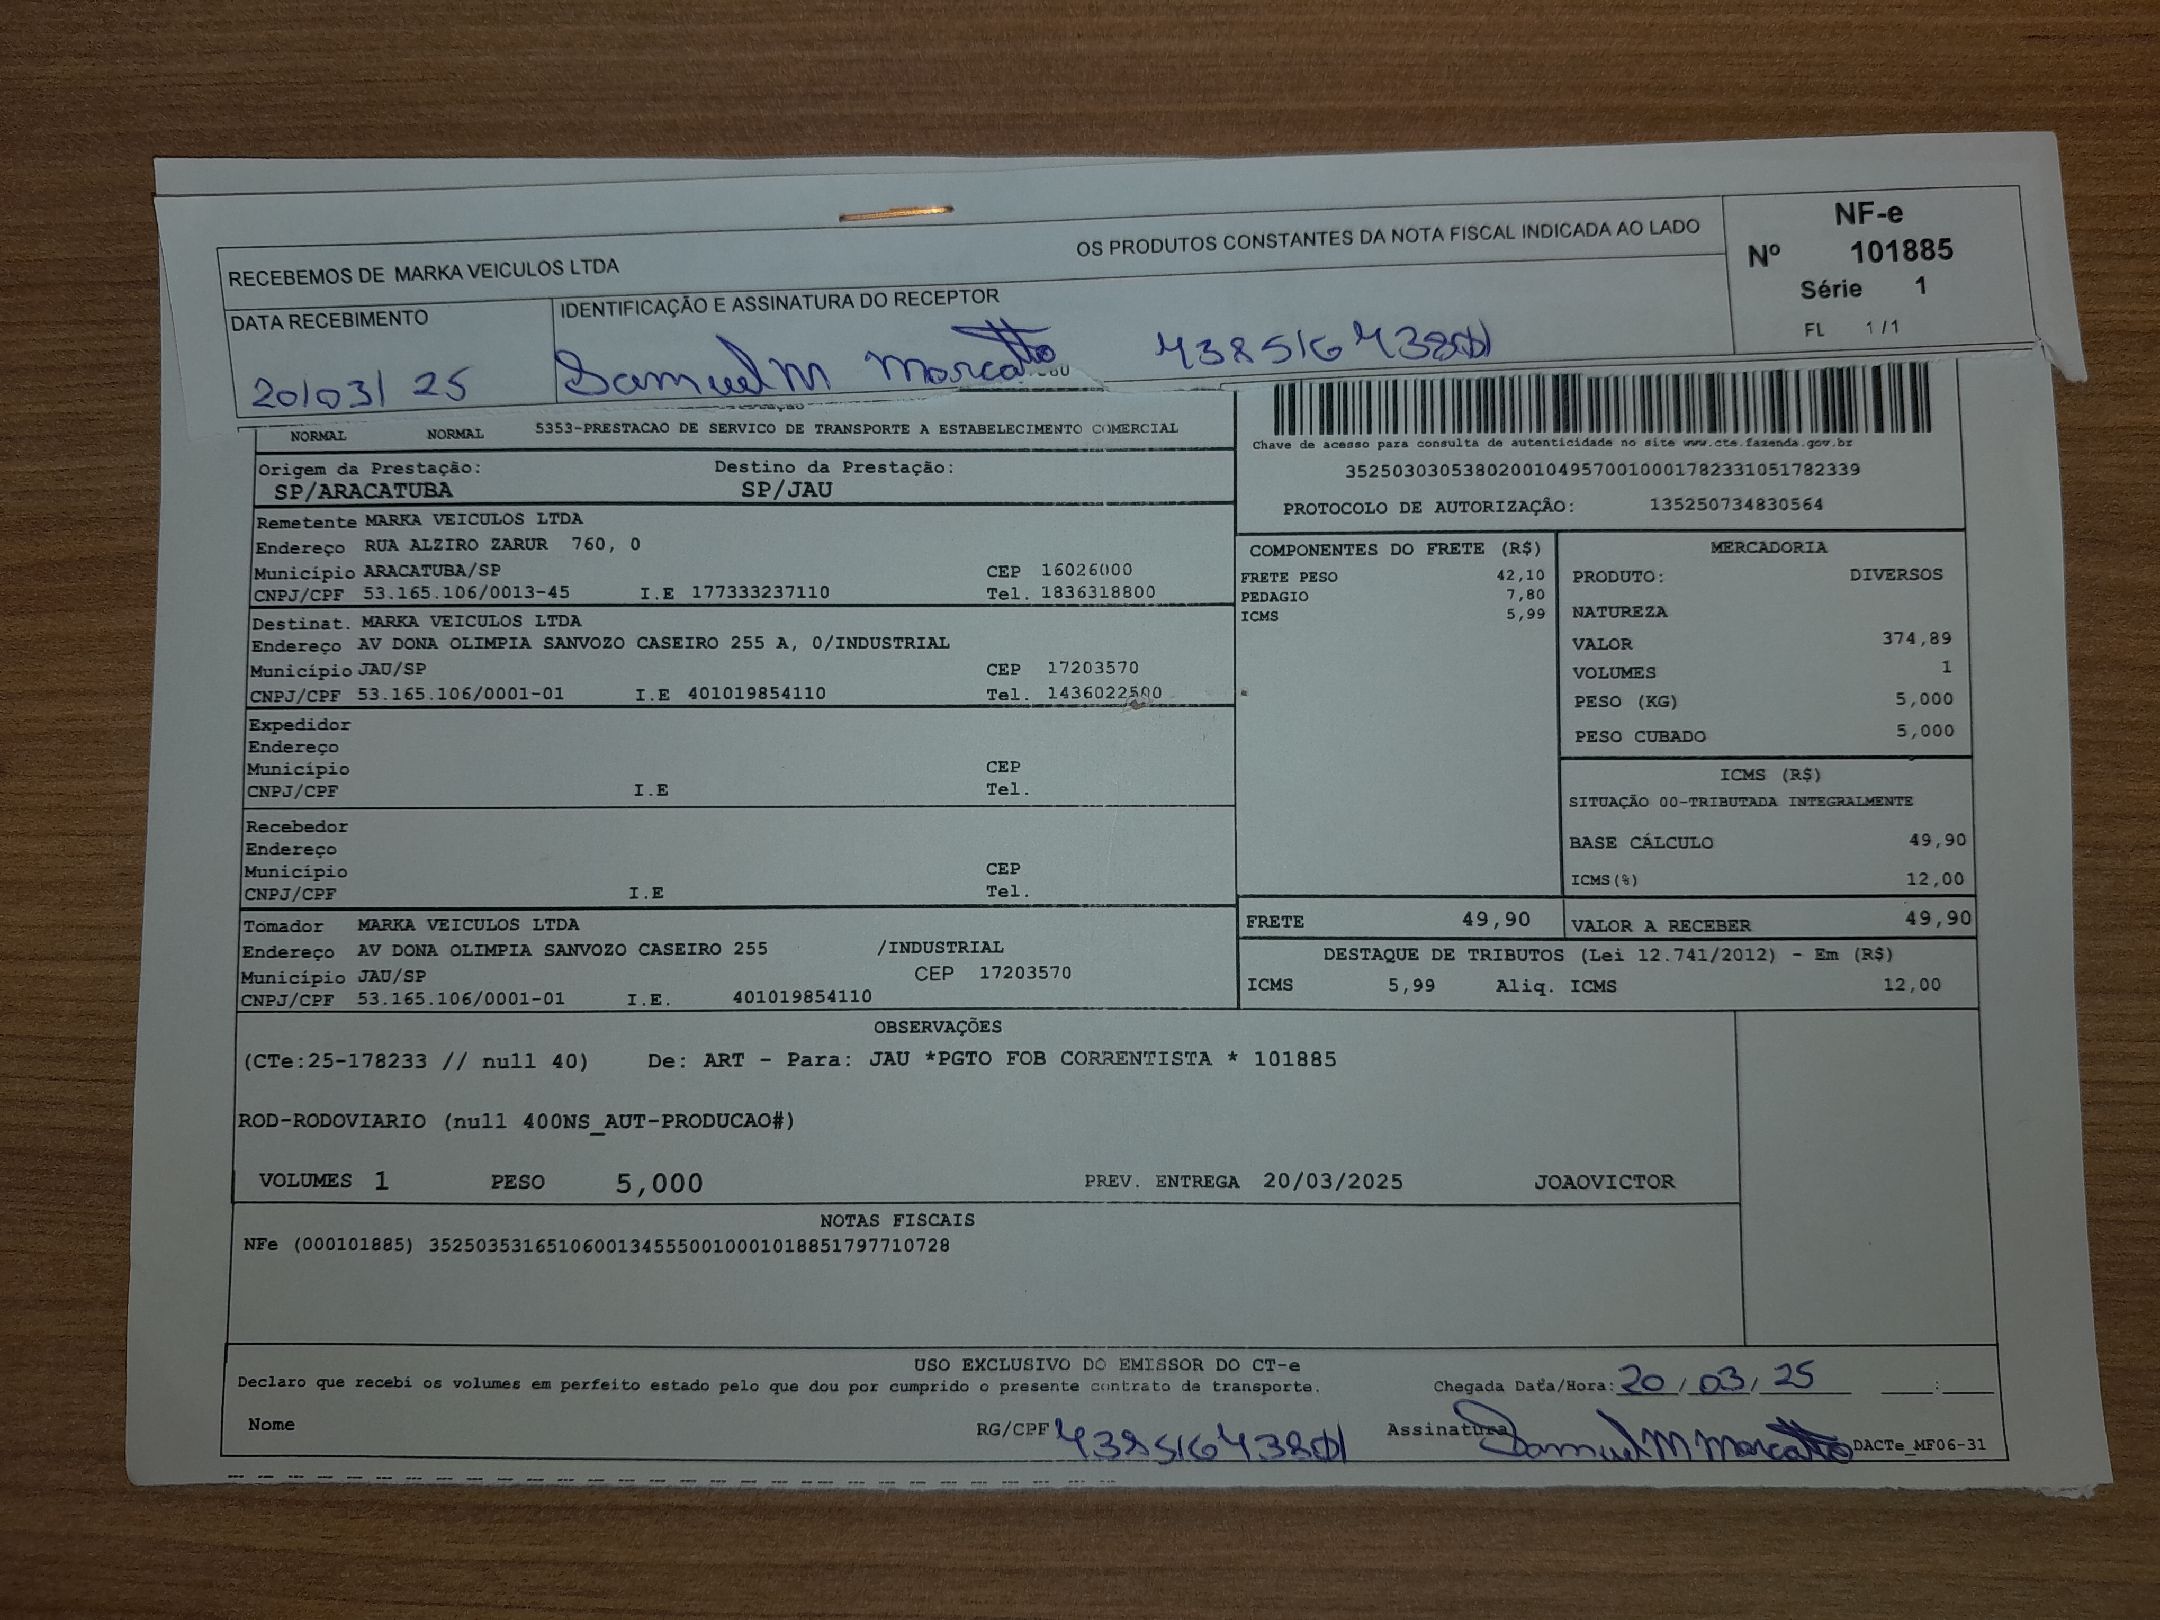 RECEBEMOS DE MARKA VEICULOS LTDA OS PRODUTOS CONSTANTES DA NOTA FISCAL INDICADA AO LADO
NF-e
Nº 101885
Série 1
FL 1/1
DATA RECEBIMENTO
20/03/25
IDENTIFICAÇÃO E ASSINATURA DO RECEPTOR
Samuel M Marcatto
NORMAL NORMAL 5353-PRESTACAO DE SERVICO DE TRANSPORTE A ESTABELECIMENTO COMERCIAL
Chave de acesso para consulta de autenticidade no site www.cte.fazenda.gov.br
35250303053802001049570010001782331051782339
PROTOCOLO DE AUTORIZAÇÃO: 135250734830564
Origem da Prestação: Destino da Prestação:
SP/ARACATUBA SP/JAU
Remetente MARKA VEICULOS LTDA
Endereço RUA ALZIRO ZARUR 760, 0
Município ARACATUBA/SP CEP 16026000
CNPJ/CPF 53.165.106/0013-45 I.E 177333237110 Tel. 1836318800
Destinat. MARKA VEICULOS LTDA
Endereço AV DONA OLIMPIA SANVOZO CASEIRO 255 A, 0/INDUSTRIAL
Município JAU/SP CEP 17203570
CNPJ/CPF 53.165.106/0001-01 I.E 401019854110 Tel. 1436022500
Expedidor
Endereço
Município CEP
CNPJ/CPF I.E Tel.
Recebedor
Endereço
Município CEP
CNPJ/CPF I.E Tel.
Tomador MARKA VEICULOS LTDA
Endereço AV DONA OLIMPIA SANVOZO CASEIRO 255 /INDUSTRIAL
Município JAU/SP CEP 17203570
CNPJ/CPF 53.165.106/0001-01 I.E. 401019854110
COMPONENTES DO FRETE (R$)
FRETE PESO 42,10
PEDAGIO 7,80
ICMS 5,99
MERCADORIA
PRODUTO: DIVERSOS
NATUREZA
VALOR 374,89
VOLUMES 1
PESO (KG) 5,000
PESO CUBADO 5,000
ICMS (R$)
SITUAÇÃO 00-TRIBUTADA INTEGRALMENTE
BASE CÁLCULO 49,90
ICMS(%) 12,00
FRETE 49,90 VALOR A RECEBER 49,90
DESTAQUE DE TRIBUTOS (Lei 12.741/2012) - Em (R$)
ICMS 5,99 Aliq. ICMS 12,00
OBSERVAÇÕES
(CTe:25-178233 // null 40) De: ART - Para: JAU *PGTO FOB CORRENTISTA * 101885
ROD-RODOVIARIO (null 400NS_AUT-PRODUCAO#)
VOLUMES 1 PESO 5,000 PREV. ENTREGA 20/03/2025 JOAOVICTOR
NOTAS FISCAIS
NFe (000101885) 35250353165106001345550010001018851797710728
USO EXCLUSIVO DO EMISSOR DO CT-e
Declaro que recebi os volumes em perfeito estado pelo que dou por cumprido o presente contrato de transporte. Chegada Data/Hora: 20/03/25 :
Nome RG/CPF Assinatura Samuel M Marcatto DACTe_MF06-31